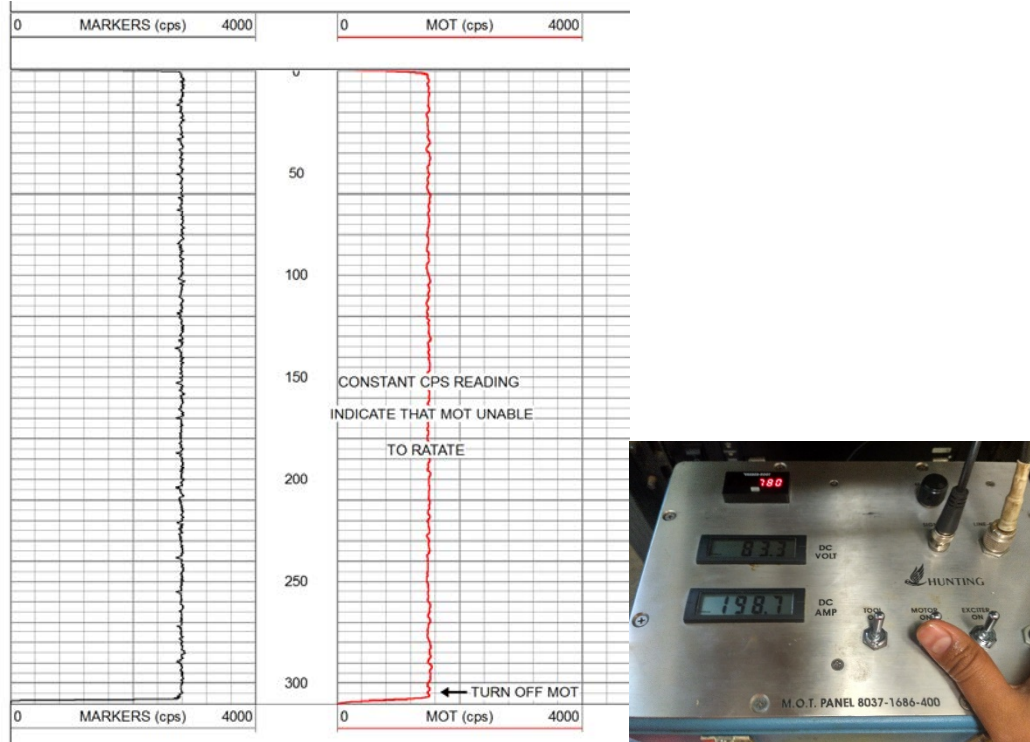 0 MARKERS (cps) 4000
0 MOT (cps) 4000
0
50
100
150
CONSTANT CPS READING
INDICATE THAT MOT UNABLE
TO RATATE
200
250
300
TURN OFF MOT
0 MARKERS (cps) 4000
0 MOT (cps) 4000
780
83.3
DC
VOLT
HUNTING
198.7
DC
AMP
TOOL
MOTOR
ON
EXCITER
ON
M.O.T. PANEL 8037-1686-400